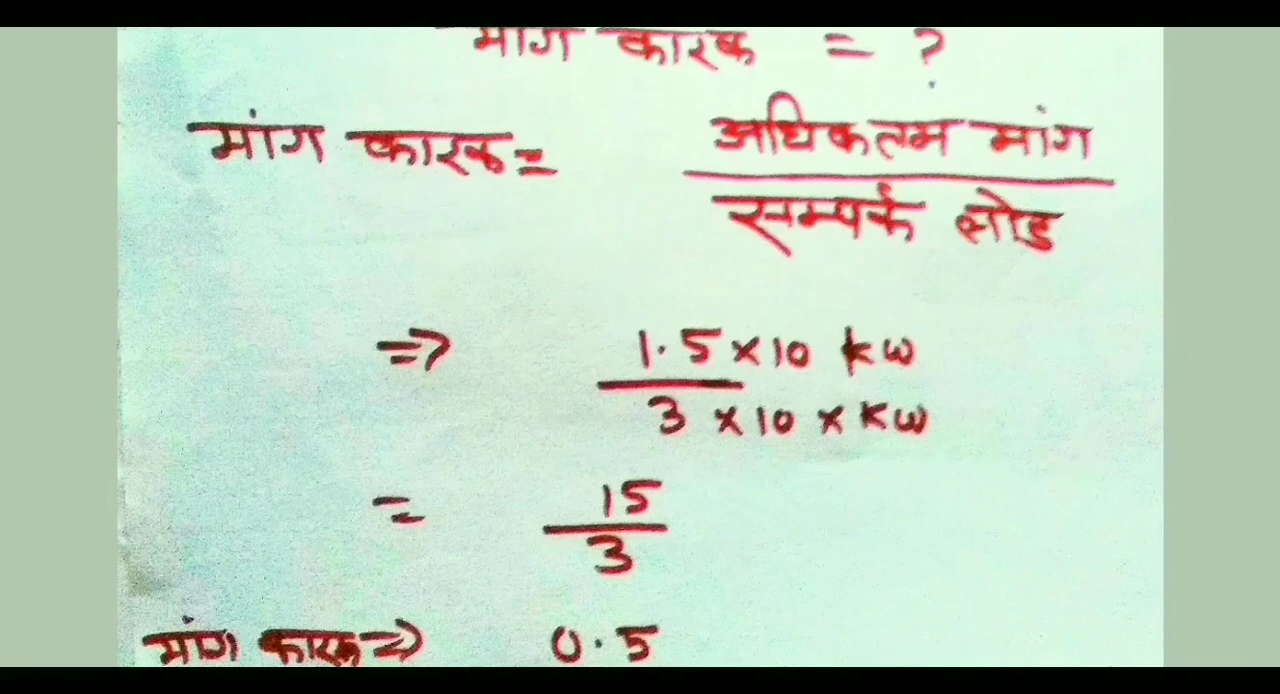 मांग कारक = ?
मांग कारक = अधिकतम मांग
सम्पर्क लोड
⇒ 1.5 × 10 kw
3 × 10 × kw
= 15
3
मांग कारक ⇒ 0.5